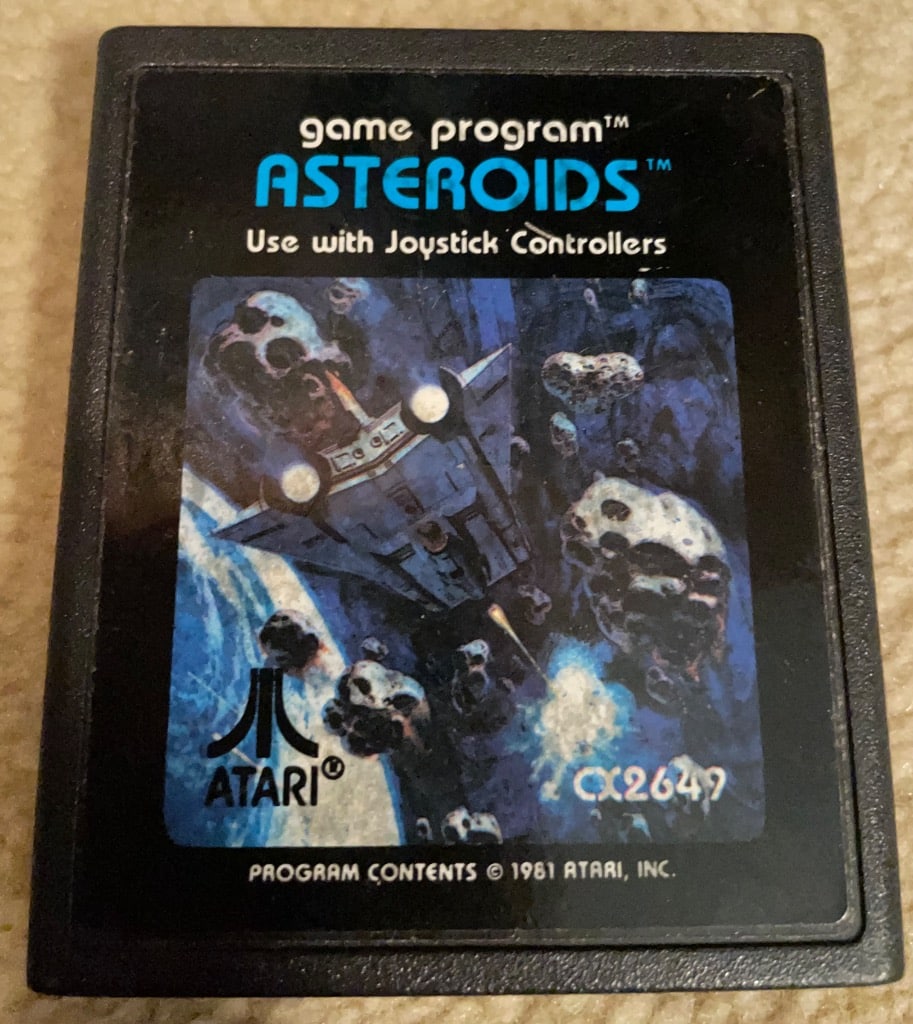 game program™
ASTEROIDS™
Use with Joystick Controllers
ATARI®
CX2649
PROGRAM CONTENTS © 1981 ATARI, INC.